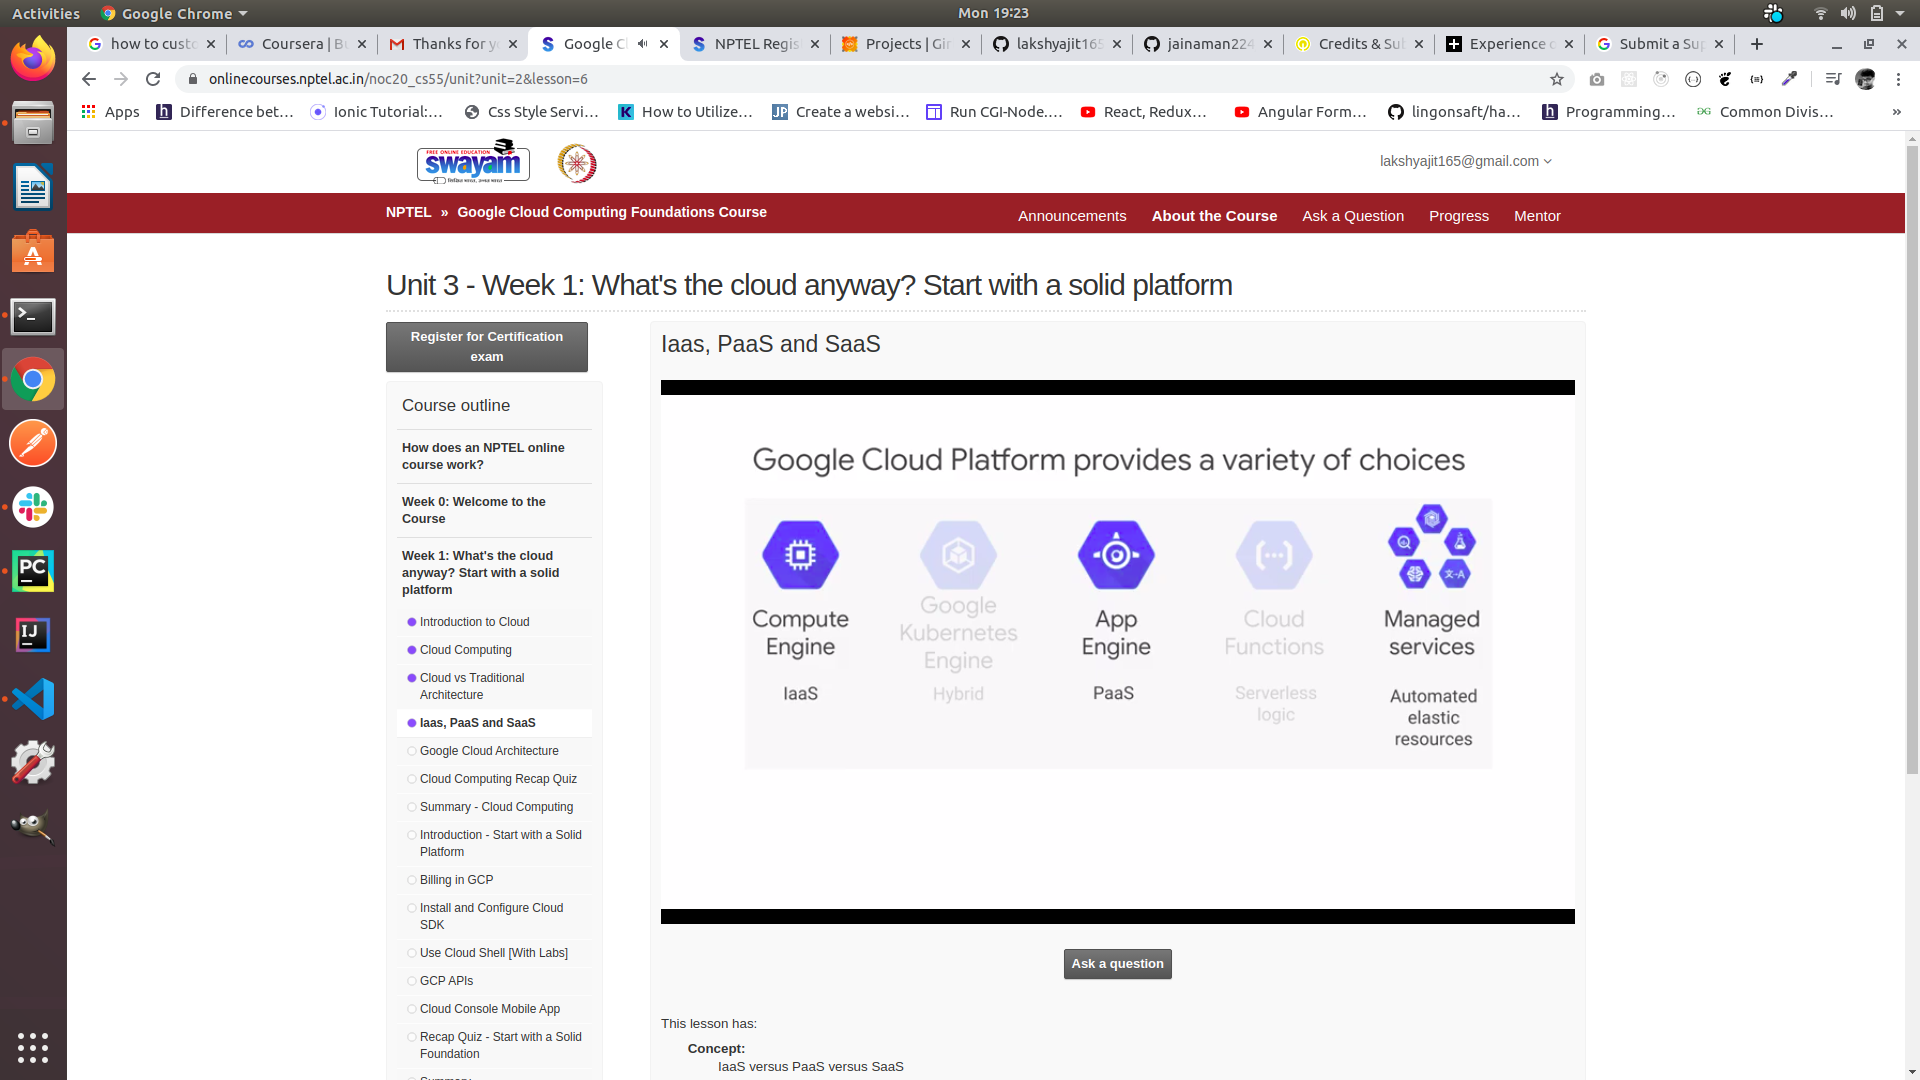 Activities
Google Chrome
Mon 19:23
how to custo
Coursera | Bu
Thanks for yo
Google Cl
NPTEL Regis
Projects | Gir
lakshyajit165
jainaman224
Credits & Sub
Experience o
Submit a Sup
onlinecourses.nptel.ac.in/noc20_cs55/unit?unit=2&lesson=6
Apps
Difference bet…
Ionic Tutorial:…
Css Style Servi…
How to Utilize…
Create a websi…
Run CGI-Node.…
React, Redux…
Angular Form…
lingonsaft/ha…
Programming…
Common Divis…
»
FREE ONLINE EDUCATION
swayam
lakshyajit165@gmail.com
NPTEL » Google Cloud Computing Foundations Course
Announcements
About the Course
Ask a Question
Progress
Mentor
Unit 3 - Week 1: What's the cloud anyway? Start with a solid platform
Register for Certification
exam
Course outline
How does an NPTEL online
course work?
Week 0: Welcome to the
Course
Week 1: What's the cloud
anyway? Start with a solid
platform
Introduction to Cloud
Cloud Computing
Cloud vs Traditional
Architecture
Iaas, PaaS and SaaS
Google Cloud Architecture
Cloud Computing Recap Quiz
Summary - Cloud Computing
Introduction - Start with a Solid
Platform
Billing in GCP
Install and Configure Cloud
SDK
Use Cloud Shell [With Labs]
GCP APIs
Cloud Console Mobile App
Recap Quiz - Start with a Solid
Foundation
Summary
Iaas, PaaS and SaaS
Google Cloud Platform provides a variety of choices
Compute
Engine
IaaS
Google
Kubernetes
Engine
Hybrid
App
Engine
PaaS
Cloud
Functions
Serverless
logic
Managed
services
Automated
elastic
resources
Ask a question
This lesson has:
Concept:
IaaS versus PaaS versus SaaS